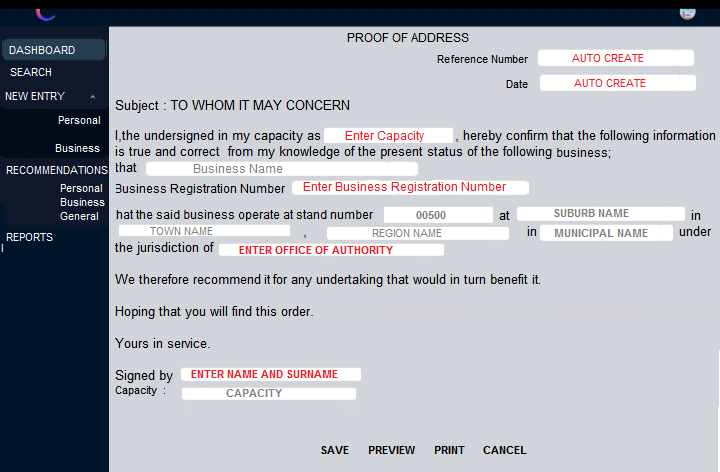 DASHBOARD
SEARCH
NEW ENTRY
Personal
Business
RECOMMENDATIONS
Personal
Business
General
REPORTS
PROOF OF ADDRESS
Reference Number AUTO CREATE
Date AUTO CREATE
Subject : TO WHOM IT MAY CONCERN
I,the undersigned in my capacity as Enter Capacity , hereby confirm that the following information
is true and correct from my knowledge of the present status of the following business;
that Business Name
Business Registration Number Enter Business Registration Number
hat the said business operate at stand number 00500 at SUBURB NAME in
TOWN NAME , REGION NAME in MUNICIPAL NAME under
the jurisdiction of ENTER OFFICE OF AUTHORITY
We therefore recommend it for any undertaking that would in turn benefit it.
Hoping that you will find this order.
Yours in service.
Signed by ENTER NAME AND SURNAME
Capacity : CAPACITY
SAVE PREVIEW PRINT CANCEL